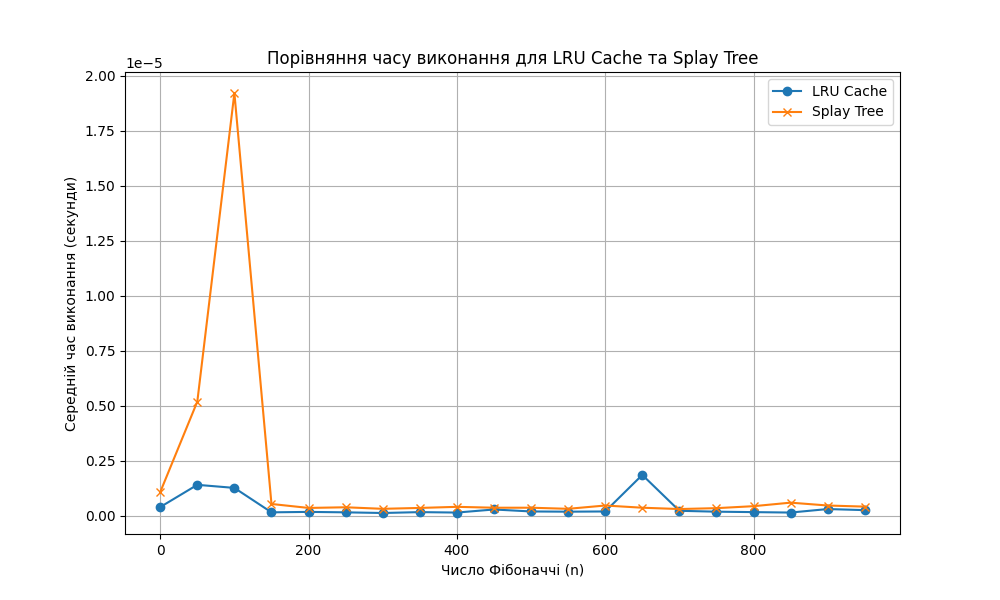 Порівняння часу виконання для LRU Cache та Splay Tree
1e−5
2.00
1.75
1.50
1.25
1.00
0.75
0.50
0.25
0.00
Середній час виконання (секунди)
LRU Cache
Splay Tree
0 200 400 600 800
Число Фібоначчі (n)